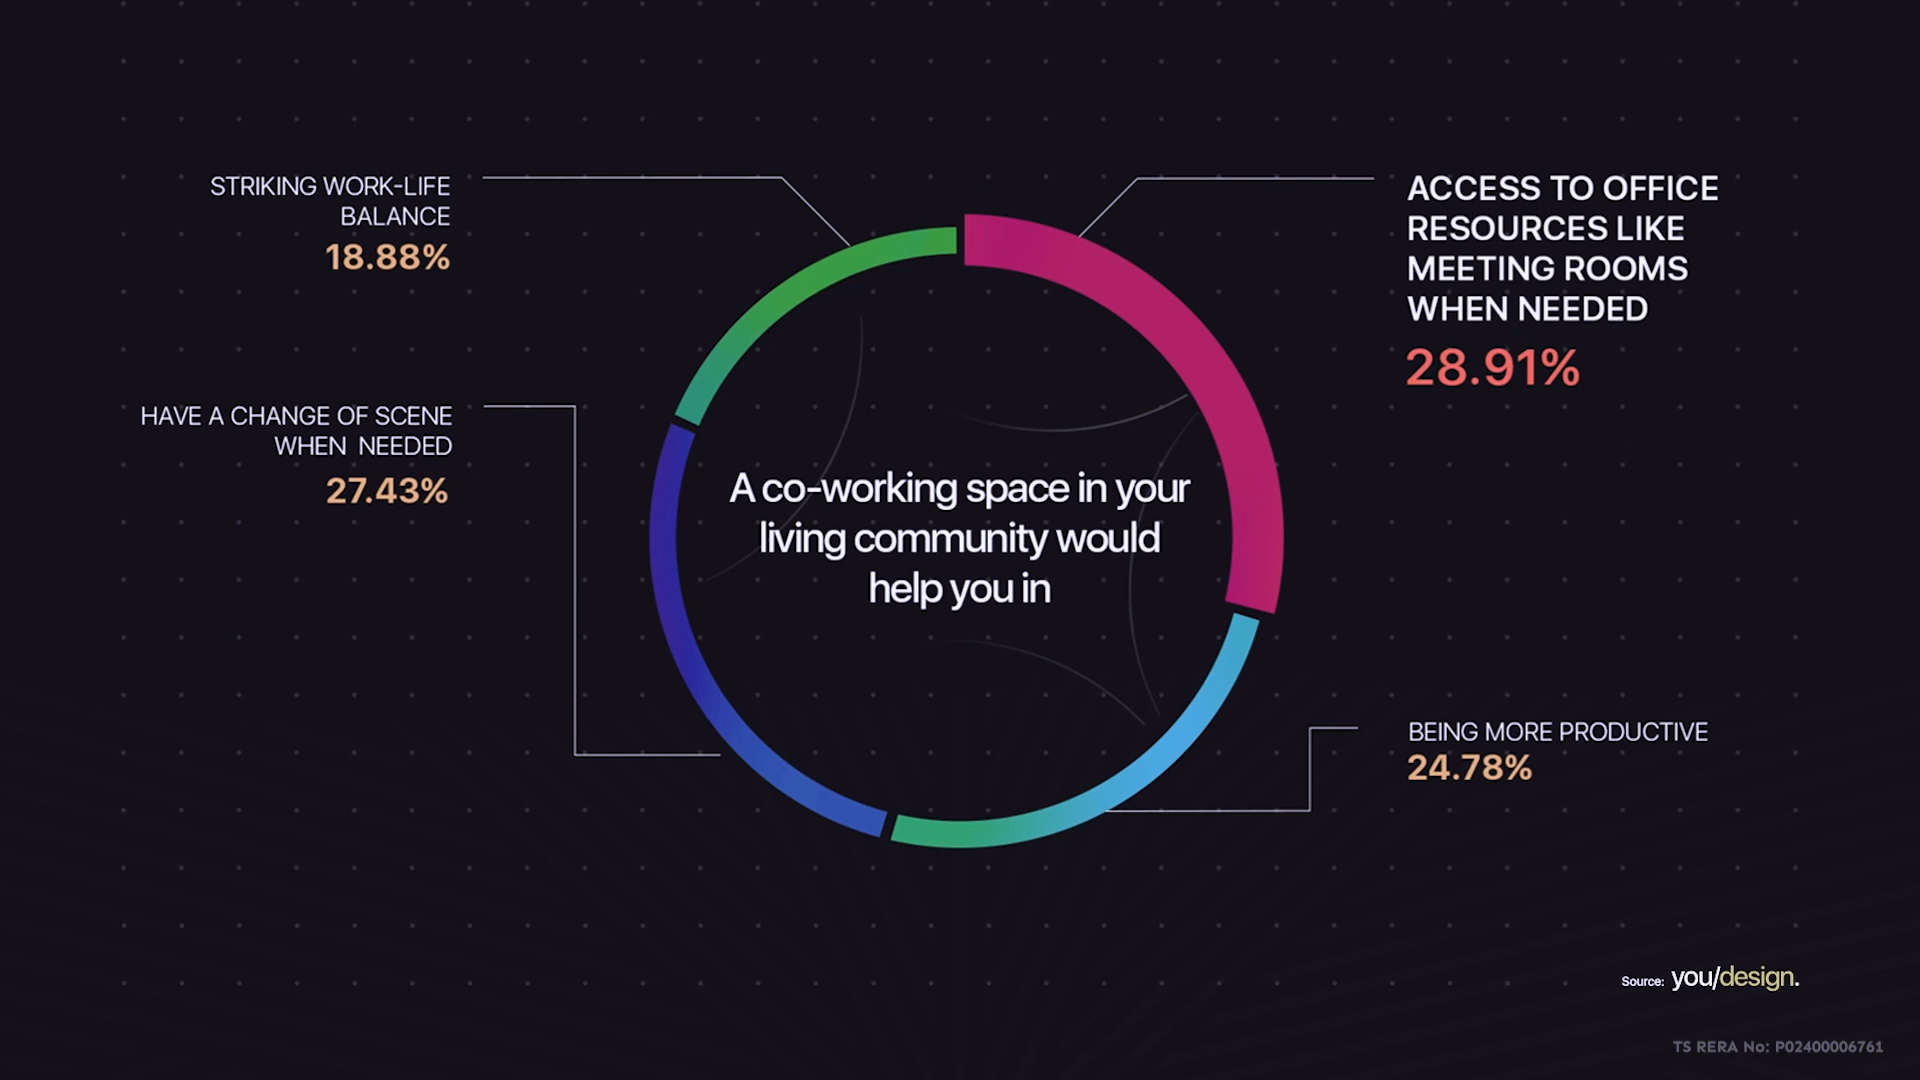 STRIKING WORK-LIFE
BALANCE
18.88%
HAVE A CHANGE OF SCENE
WHEN NEEDED
27.43%
A co-working space in your
living community would
help you in
ACCESS TO OFFICE
RESOURCES LIKE
MEETING ROOMS
WHEN NEEDED
28.91%
BEING MORE PRODUCTIVE
24.78%
Source: you/design.
TS RERA No: P02400006761